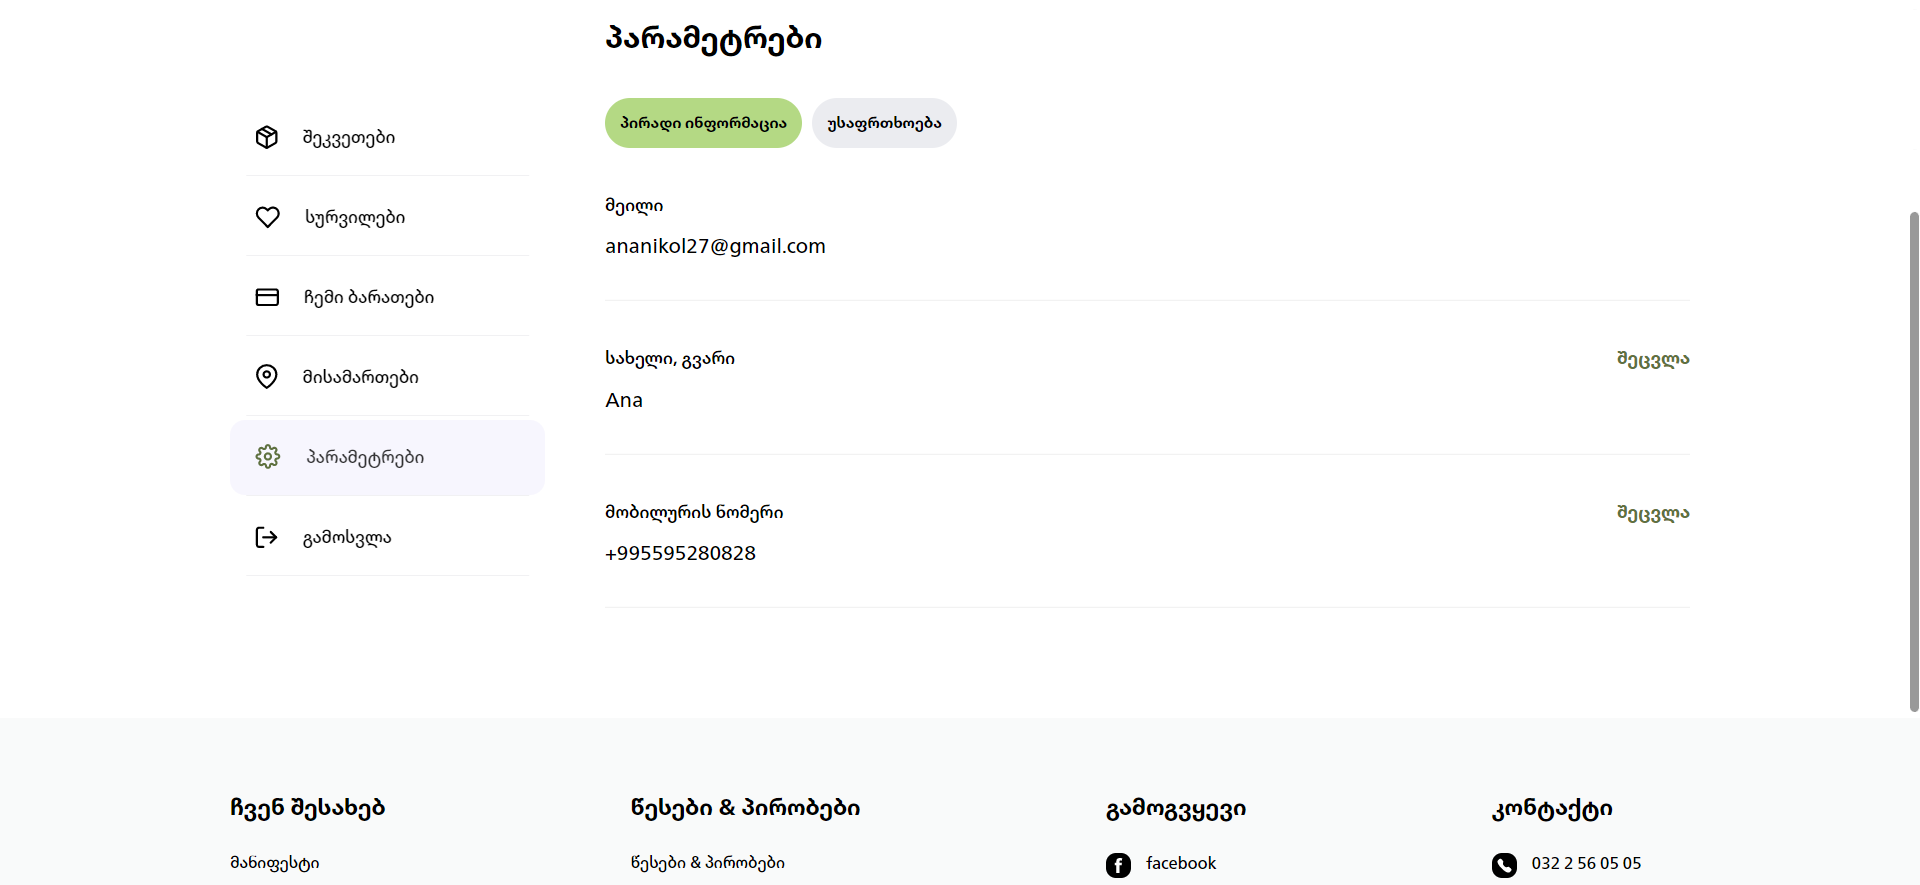 პარამეტრები
პირადი ინფორმაცია უსაფრთხოება
შეკვეთები
სურვილები
ჩემი ბარათები
მისამართები
პარამეტრები
გამოსვლა
მეილი
ananikol27@gmail.com
სახელი, გვარი შეცვლა
Ana
მობილურის ნომერი შეცვლა
+995595280828
ჩვენ შესახებ
მანიფესტი
წესები & პირობები
წესები & პირობები
გამოგვყევი
facebook
კონტაქტი
032 2 56 05 05